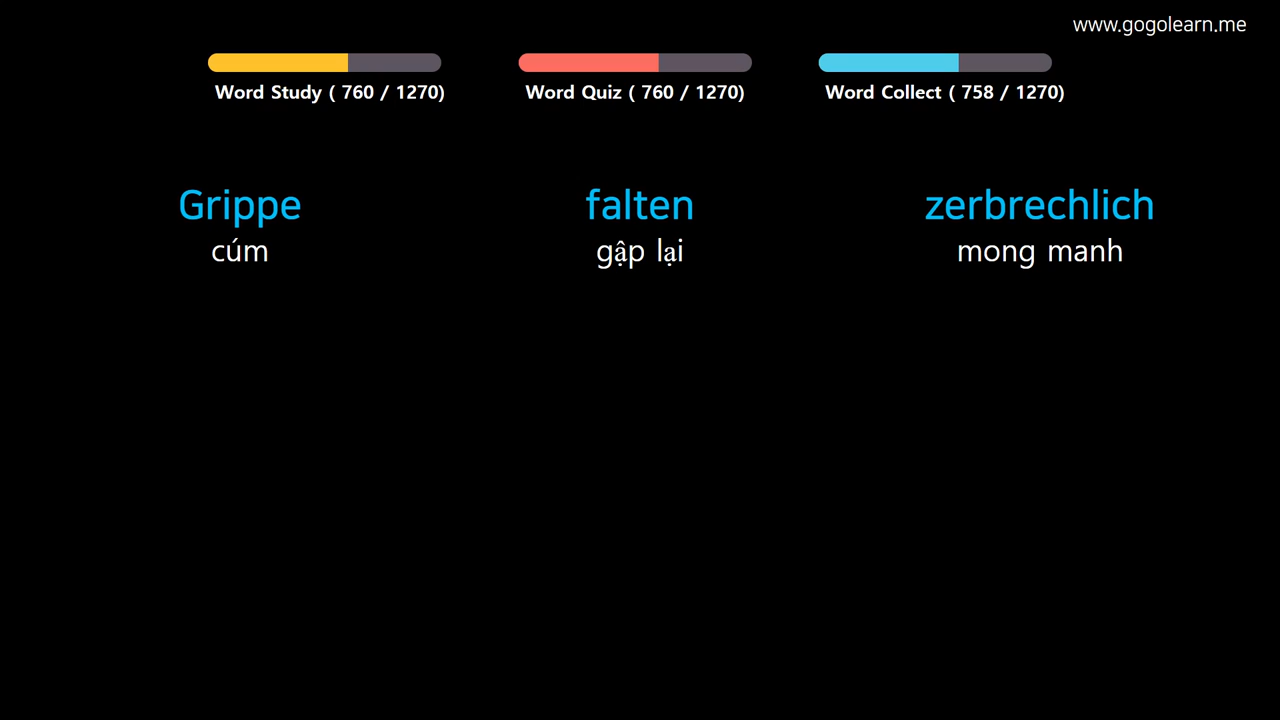 www.gogolearn.me
Word Study ( 760 / 1270)
Word Quiz ( 760 / 1270)
Word Collect ( 758 / 1270)
Grippe
cúm
falten
gập lại
zerbrechlich
mong manh